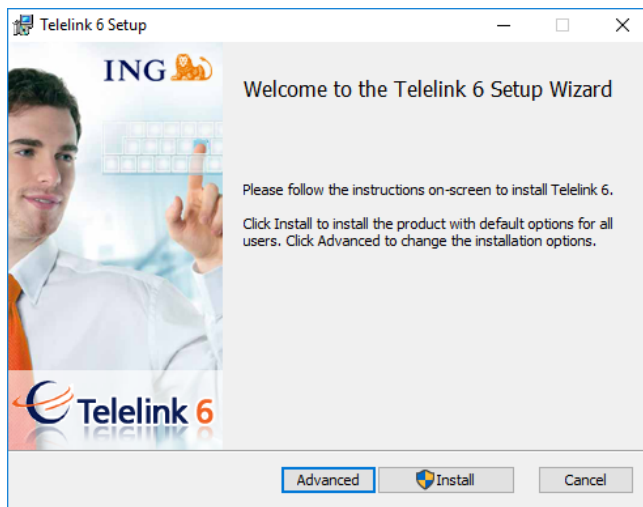 Telelink 6 Setup
ING
Welcome to the Telelink 6 Setup Wizard
Please follow the instructions on-screen to install Telelink 6.
Click Install to install the product with default options for all
users. Click Advanced to change the installation options.
Telelink 6
Advanced
Install
Cancel